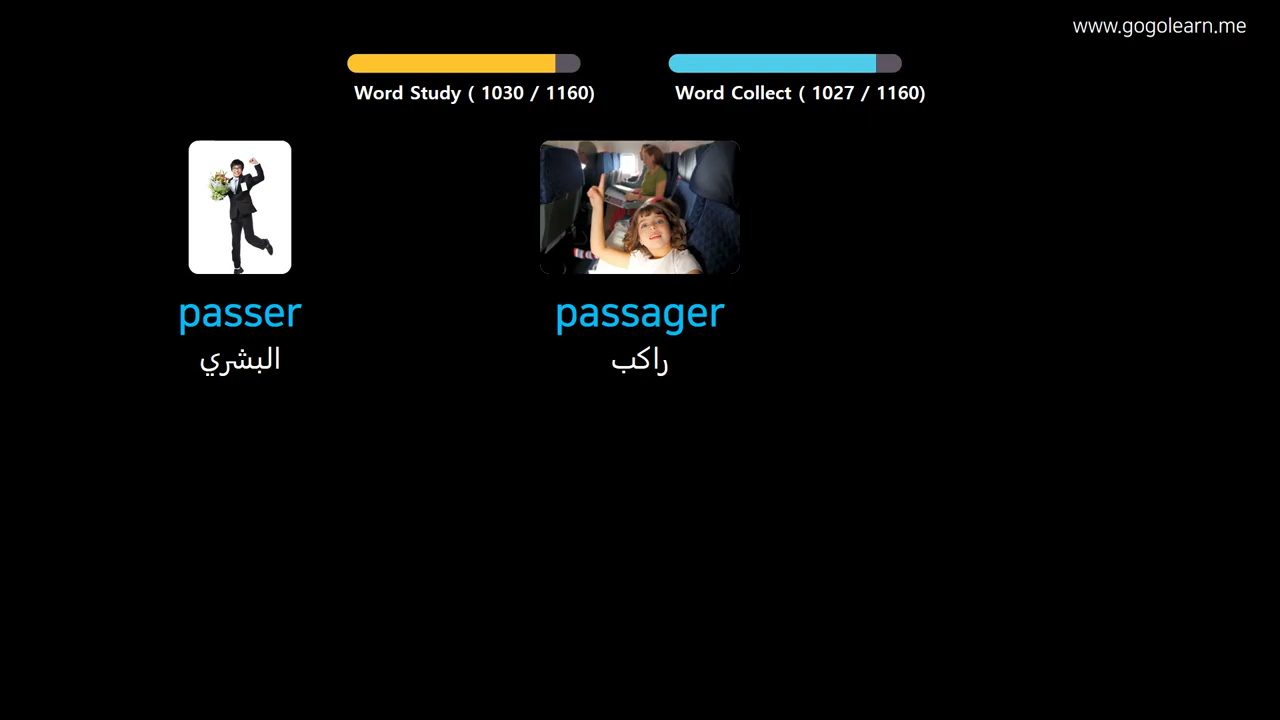 www.gogolearn.me
Word Study ( 1030 / 1160)
Word Collect ( 1027 / 1160)
passer
passager
البشري
راكب